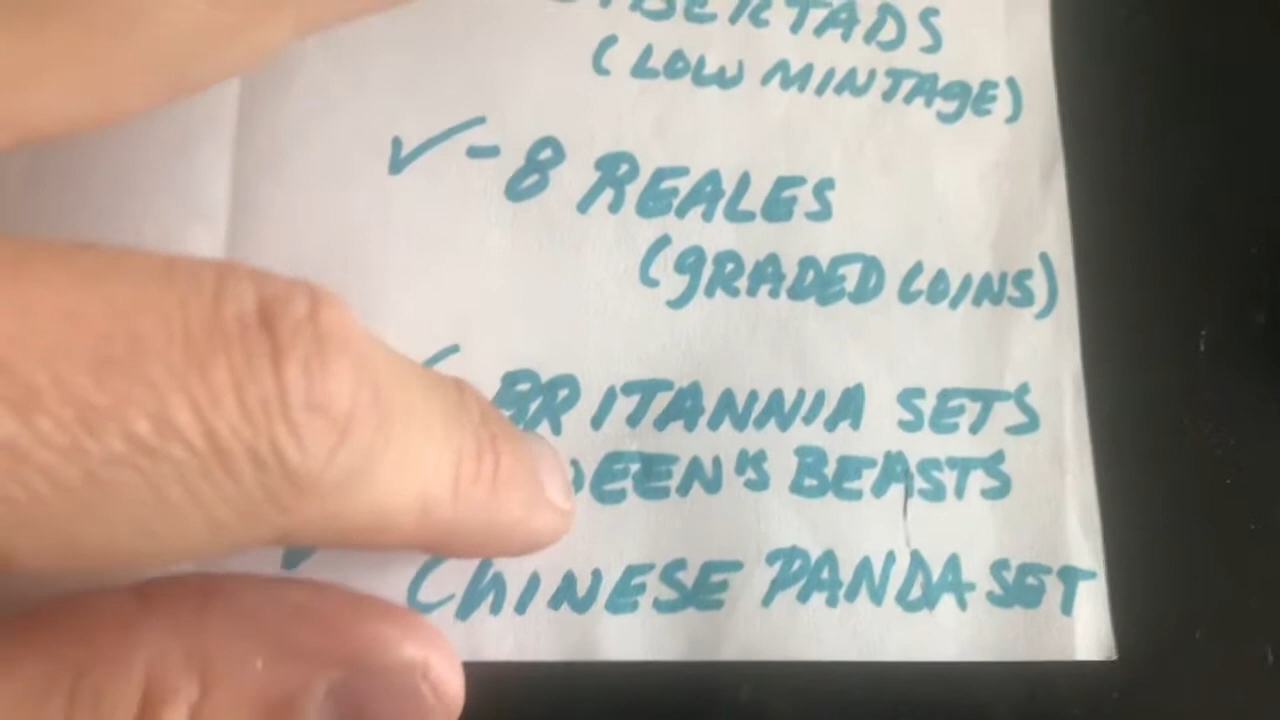 (LOW MINTAGE)
✓ - 8 REALES
(GRADED COINS)
BRITANNIA SETS
BEASTS
CHINESE PANDA SET